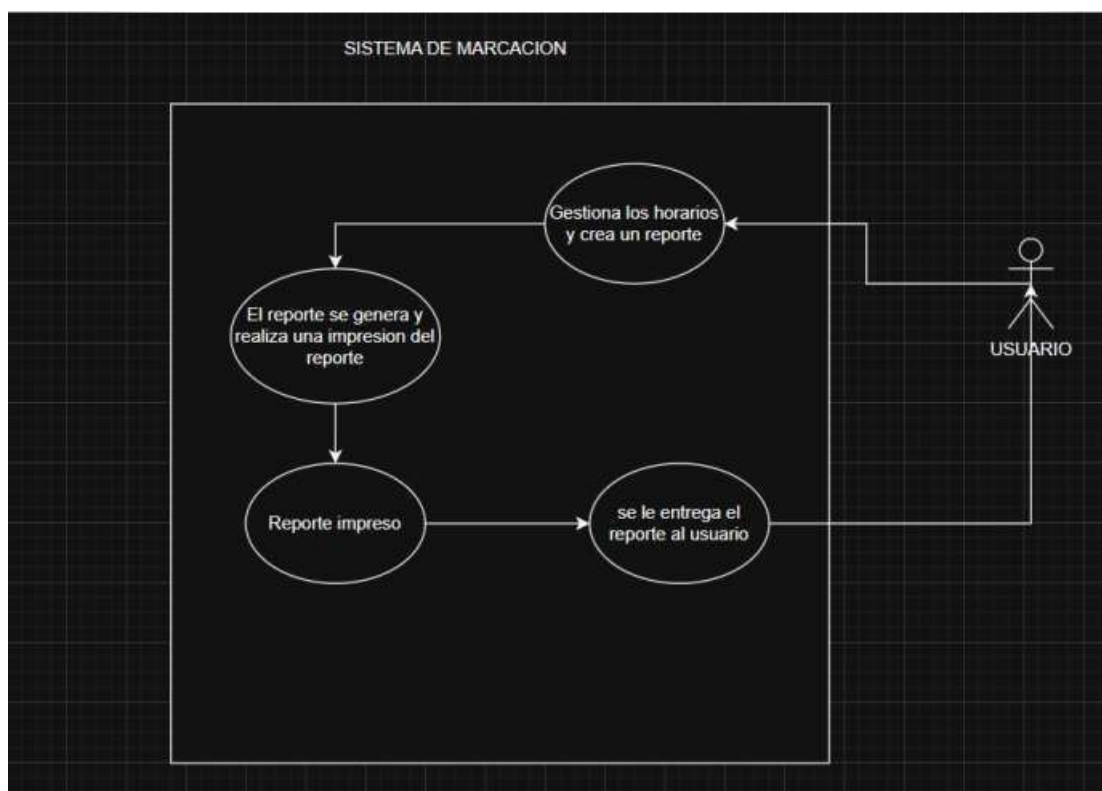 SISTEMA DE MARCACION
Gestiona los horarios
y crea un reporte
El reporte se genera y
realiza una impresion del
reporte
USUARIO
Reporte impreso
se le entrega el
reporte al usuario